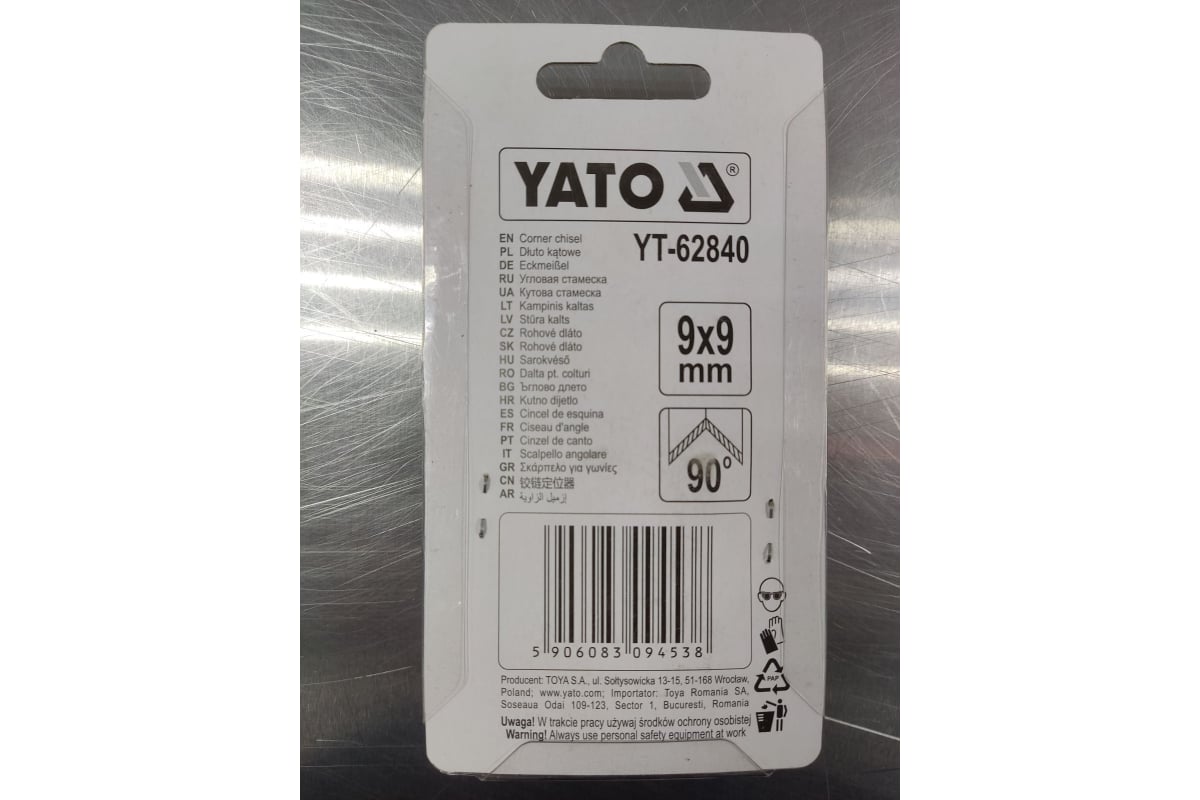 YATO ®
YT-62840
EN Corner chisel
PL Dłuto kątowe
DE Eckmeißel
RU Угловая стамеска
UA Кутова стамеска
LT Kampinis kaltas
LV Stūra kalts
CZ Rohové dláto
SK Rohové dláto
HU Sarokvéső
RO Dalta pt. colturi
BG Ъглово длето
HR Kutno dijetlo
ES Cincel de esquina
FR Ciseau d'angle
PT Cinzel de canto
IT Scalpello angolare
GR Σκάρπελο για γωνίες
CN 铰链定位器
AR إزميل الزاوية
9x9
mm
90°
5 906083 094538
PAP
Producent: TOYA S.A., ul. Sołtysowicka 13-15, 51-168 Wrocław,
Poland; www.yato.com; Importator: Toya Romania SA,
Soseaua Odai 109-123, Sector 1, Bucuresti, Romania
Uwaga! W trakcie pracy używaj środków ochrony osobistej
Warning! Always use personal safety equipment at work